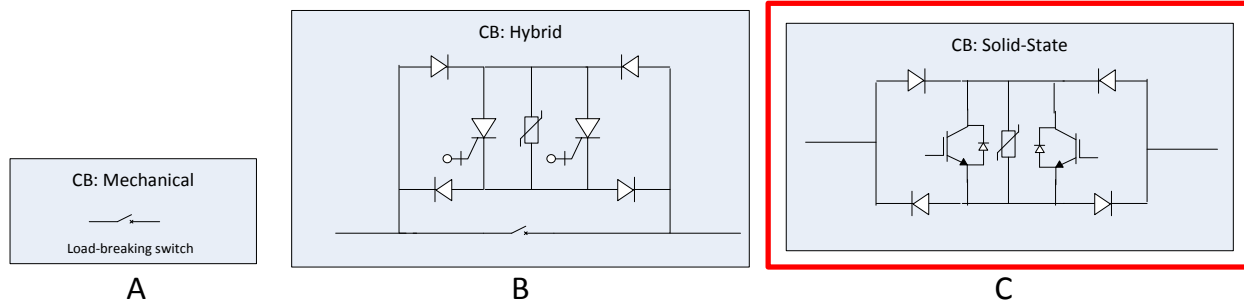 CB: Mechanical
Load-breaking switch
A
CB: Hybrid
B
CB: Solid-State
C